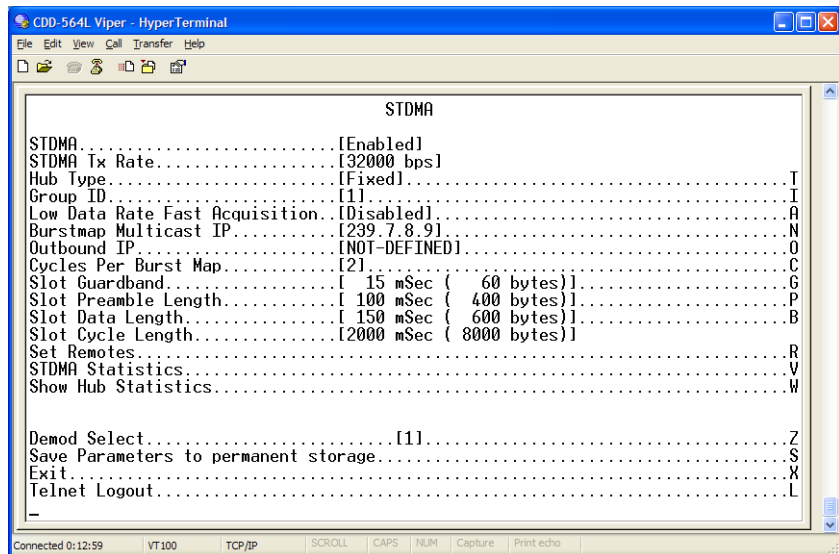 CDD-564L Viper - HyperTerminal
File Edit View Call Transfer Help
STDMA
STDMA...........................[Enabled]
STDMA Tx Rate...................[32000 bps]
Hub Type........................[Fixed].........................................T
Group ID........................[1].............................................I
Low Data Rate Fast Acquisition..[Disabled]......................................A
Burstmap Multicast IP...........[239.7.8.9].....................................N
Outbound IP.....................[NOT-DEFINED]...................................O
Cycles Per Burst Map............[2].............................................C
Slot Guardband..................[  15 mSec (   60 bytes)].......................G
Slot Preamble Length............[ 100 mSec (  400 bytes)].......................P
Slot Data Length................[ 150 mSec (  600 bytes)].......................B
Slot Cycle Length...............[2000 mSec ( 8000 bytes)]
Set Remotes.....................................................................R
STDMA Statistics................................................................V
Show Hub Statistics.............................................................W
Demod Select...........................[1]......................................Z
Save Parameters to permanent storage............................................S
Exit............................................................................X
Telnet Logout...................................................................L
_
Connected 0:12:59 VT100 TCP/IP SCROLL CAPS NUM Capture Print echo